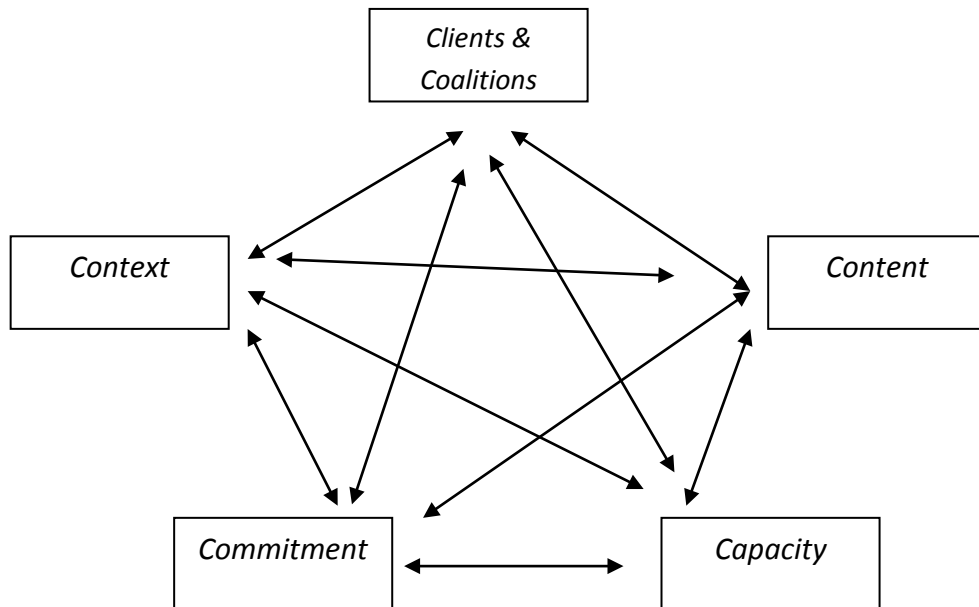 Clients &
Coalitions
Context
Content
Commitment
Capacity